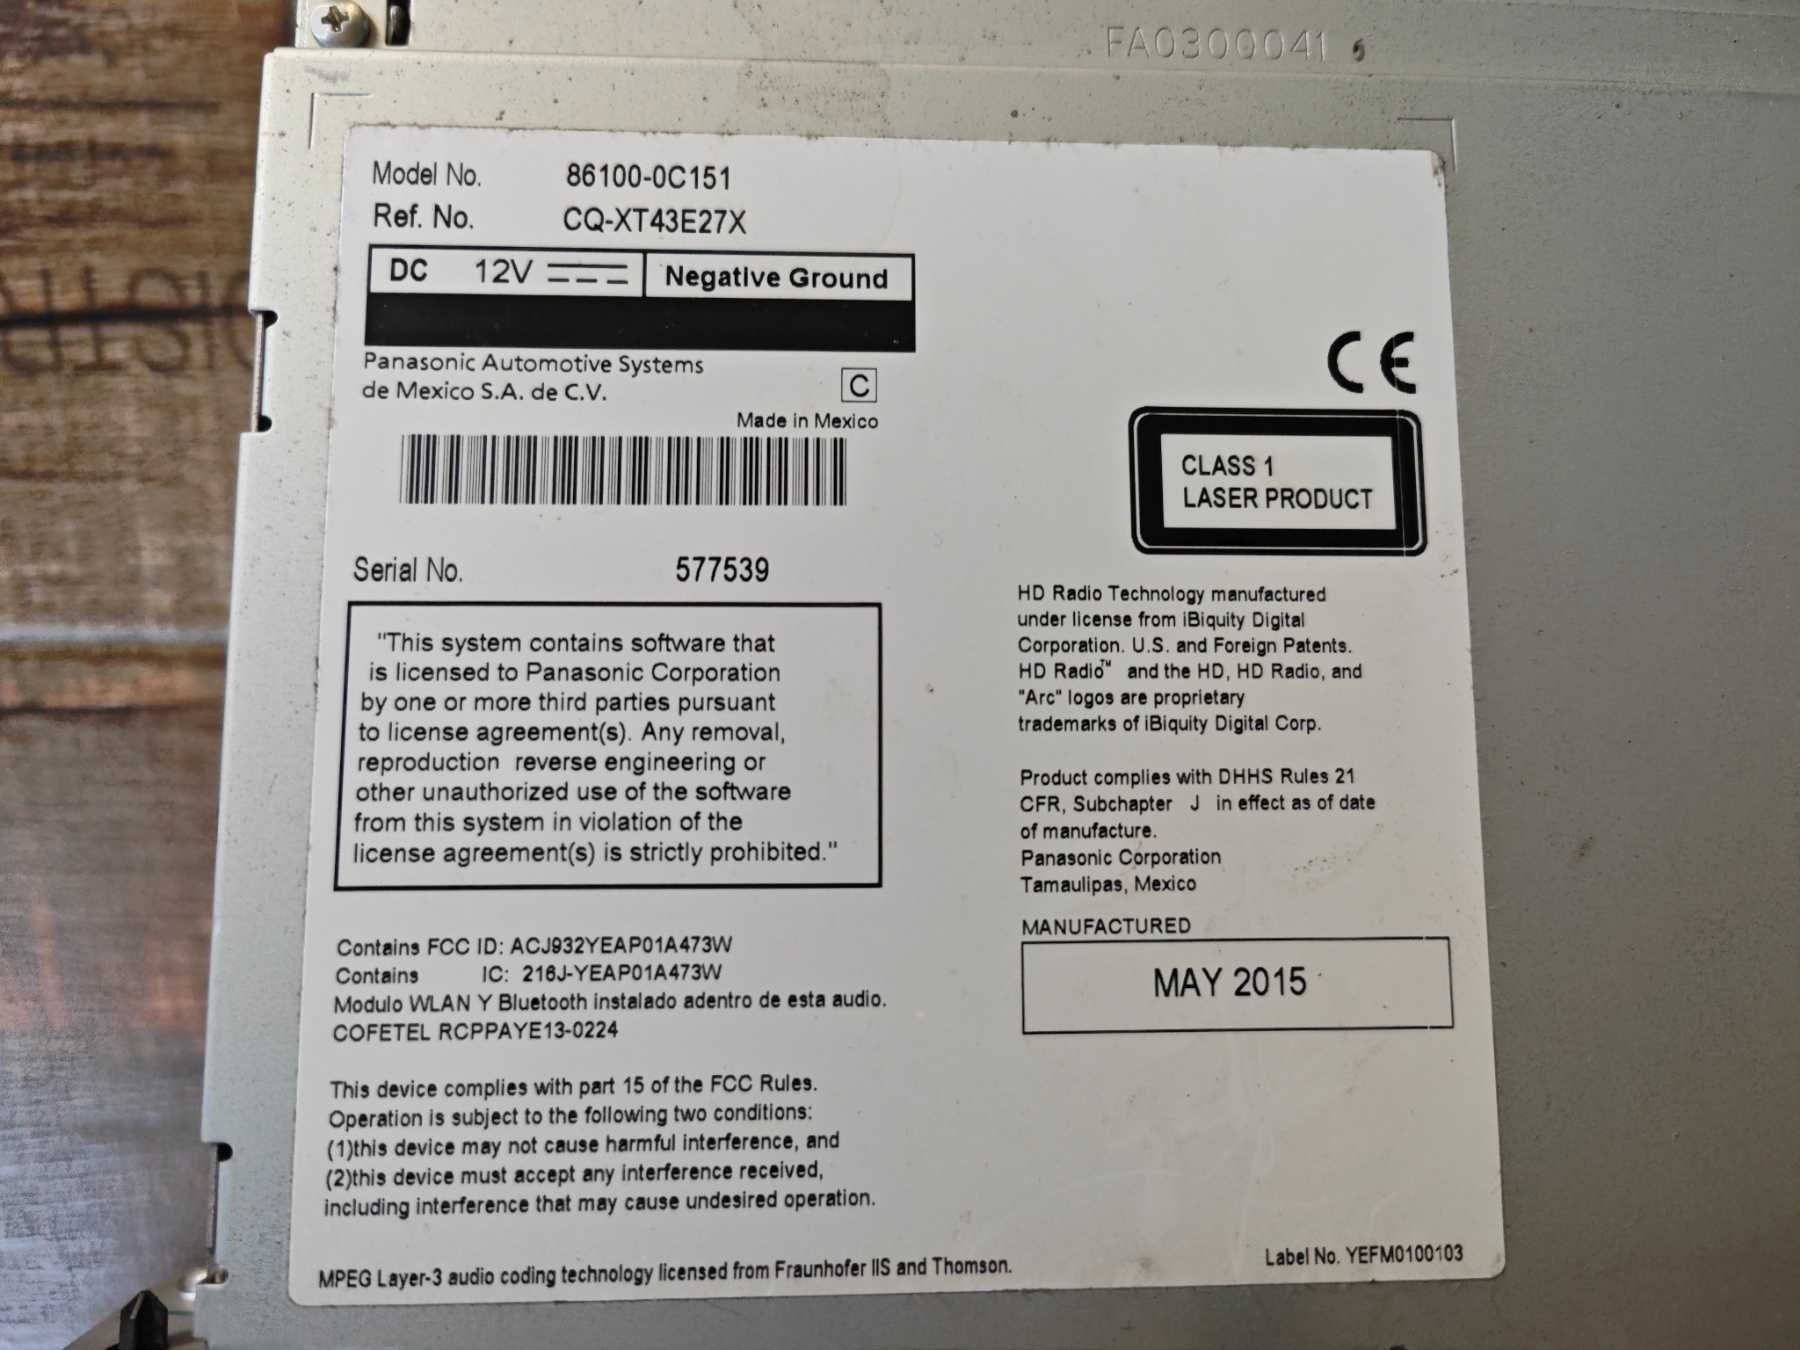 FA0300041
Model No. 86100-0C151
Ref. No. CQ-XT43E27X
DC 12V Negative Ground
Panasonic Automotive Systems
de Mexico S.A. de C.V.
C
Made in Mexico
Serial No. 577539
"This system contains software that
is licensed to Panasonic Corporation
by one or more third parties pursuant
to license agreement(s). Any removal,
reproduction reverse engineering or
other unauthorized use of the software
from this system in violation of the
license agreement(s) is strictly prohibited."
Contains FCC ID: ACJ932YEAP01A473W
Contains IC: 216J-YEAP01A473W
Modulo WLAN Y Bluetooth instalado adentro de esta audio.
COFETEL RCPPAYE13-0224
This device complies with part 15 of the FCC Rules.
Operation is subject to the following two conditions:
(1)this device may not cause harmful interference, and
(2)this device must accept any interference received,
including interference that may cause undesired operation.
MPEG Layer-3 audio coding technology licensed from Fraunhofer IIS and Thomson.
CE
CLASS 1
LASER PRODUCT
HD Radio Technology manufactured
under license from iBiquity Digital
Corporation. U.S. and Foreign Patents.
HD Radio™ and the HD, HD Radio, and
"Arc" logos are proprietary
trademarks of iBiquity Digital Corp.
Product complies with DHHS Rules 21
CFR, Subchapter J in effect as of date
of manufacture.
Panasonic Corporation
Tamaulipas, Mexico
MANUFACTURED
MAY 2015
Label No. YEFM0100103